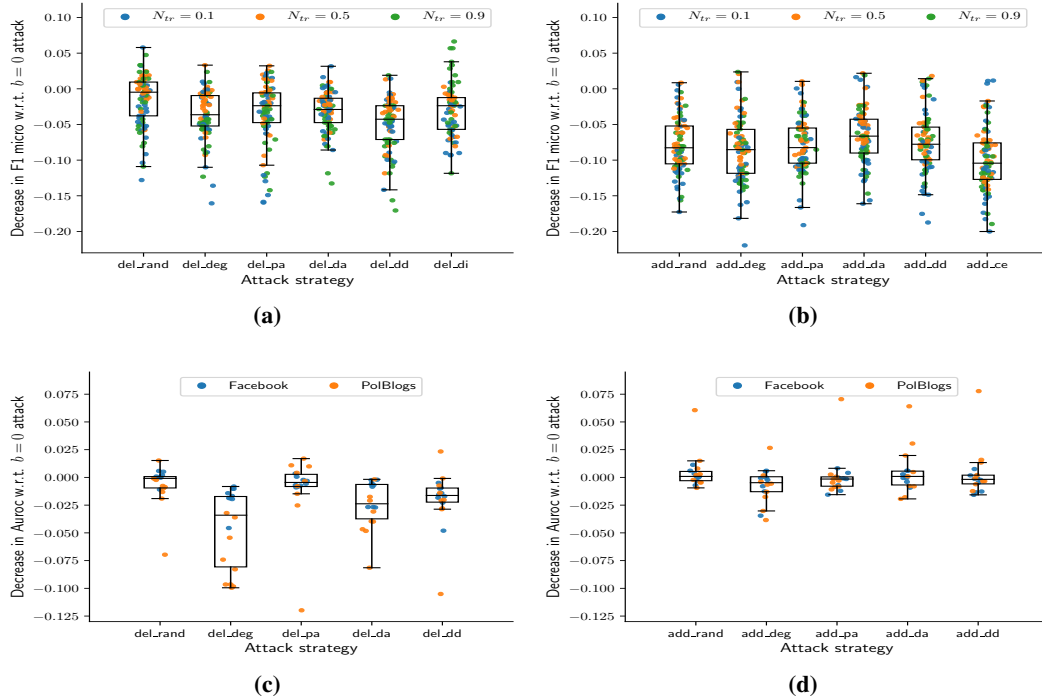 N_tr = 0.1 N_tr = 0.5 N_tr = 0.9
Decrease in F1 micro w.r.t. b = 0 attack
0.10
0.05
0.00
−0.05
−0.10
−0.15
−0.20
del_rand del_deg del_pa del_da del_dd del_di
Attack strategy
(a)
N_tr = 0.1 N_tr = 0.5 N_tr = 0.9
Decrease in F1 micro w.r.t. b = 0 attack
0.10
0.05
0.00
−0.05
−0.10
−0.15
−0.20
add_rand add_deg add_pa add_da add_dd add_ce
Attack strategy
(b)
Facebook PolBlogs
Decrease in Auroc w.r.t. b = 0 attack
0.075
0.050
0.025
0.000
−0.025
−0.050
−0.075
−0.100
−0.125
del_rand del_deg del_pa del_da del_dd
Attack strategy
(c)
Facebook PolBlogs
Decrease in Auroc w.r.t. b = 0 attack
0.075
0.050
0.025
0.000
−0.025
−0.050
−0.075
−0.100
−0.125
add_rand add_deg add_pa add_da add_dd
Attack strategy
(d)